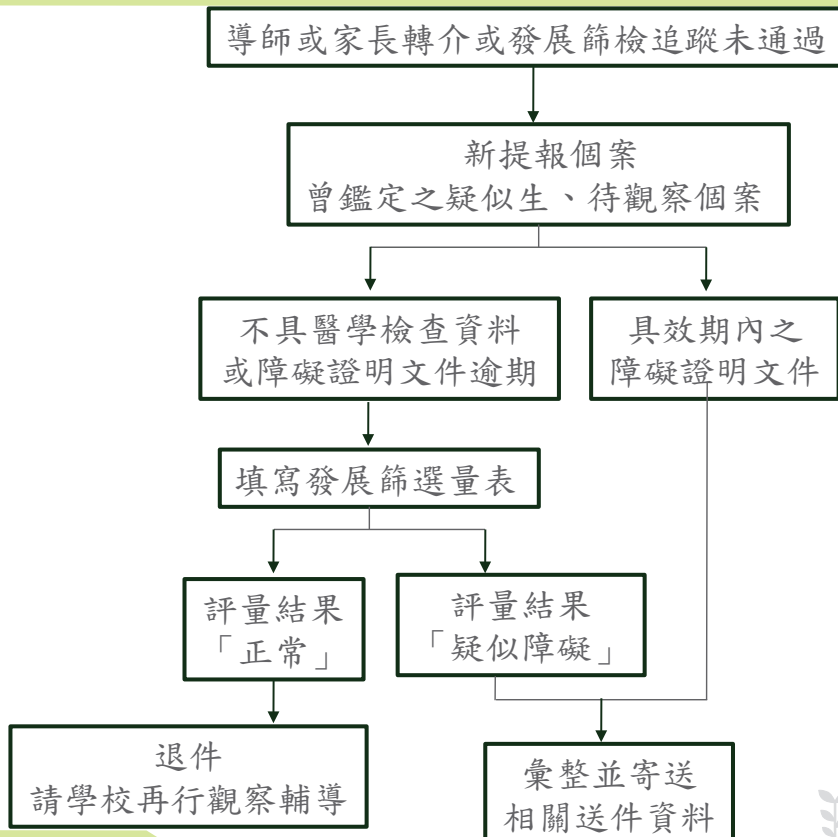 導師或家長轉介或發展篩檢追蹤未通過
新提報個案
曾鑑定之疑似生、待觀察個案
不具醫學檢查資料
或障礙證明文件逾期
具效期內之
障礙證明文件
填寫發展篩選量表
評量結果
「正常」
評量結果
「疑似障礙」
退件
請學校再行觀察輔導
彙整並寄送
相關送件資料